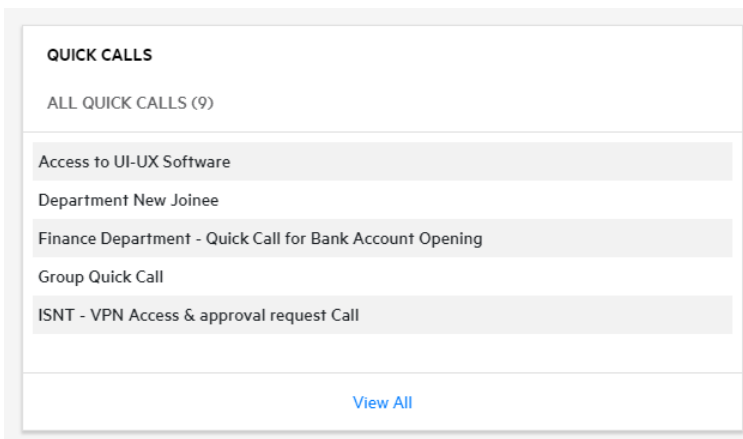 QUICK CALLS
ALL QUICK CALLS (9)
Access to UI-UX Software
Department New Joinee
Finance Department - Quick Call for Bank Account Opening
Group Quick Call
ISNT - VPN Access & approval request Call
View All